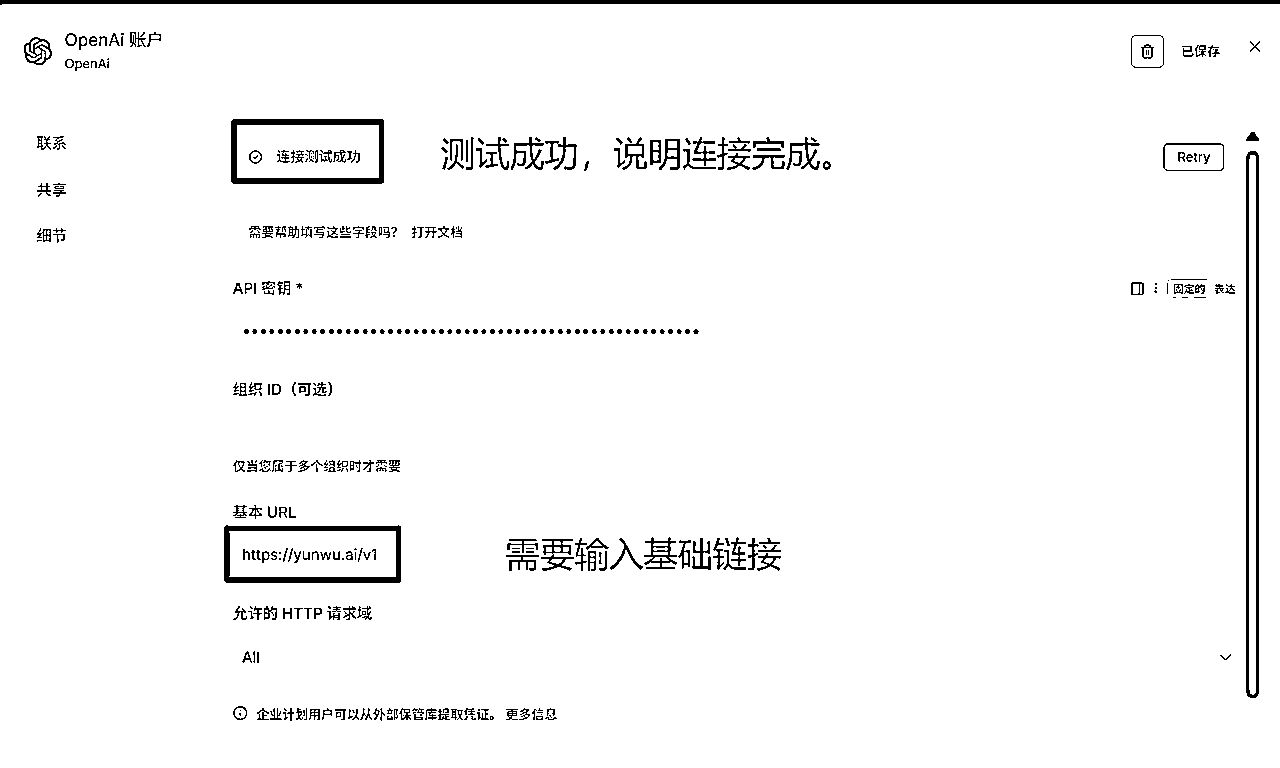 OpenAi 账户
OpenAi
已保存
联系
共享
细节
连接测试成功
测试成功，说明连接完成。
Retry
需要帮助填写这些字段吗？ 打开文档
API 密钥 *
固定的 表达
••••••••••••••••••••••••••••••••••••••••••••••••••••
组织 ID（可选）
仅当您属于多个组织时才需要
基本 URL
https://yunwu.ai/v1
需要输入基础链接
允许的 HTTP 请求域
All
企业计划用户可以从外部保管库提取凭证。 更多信息